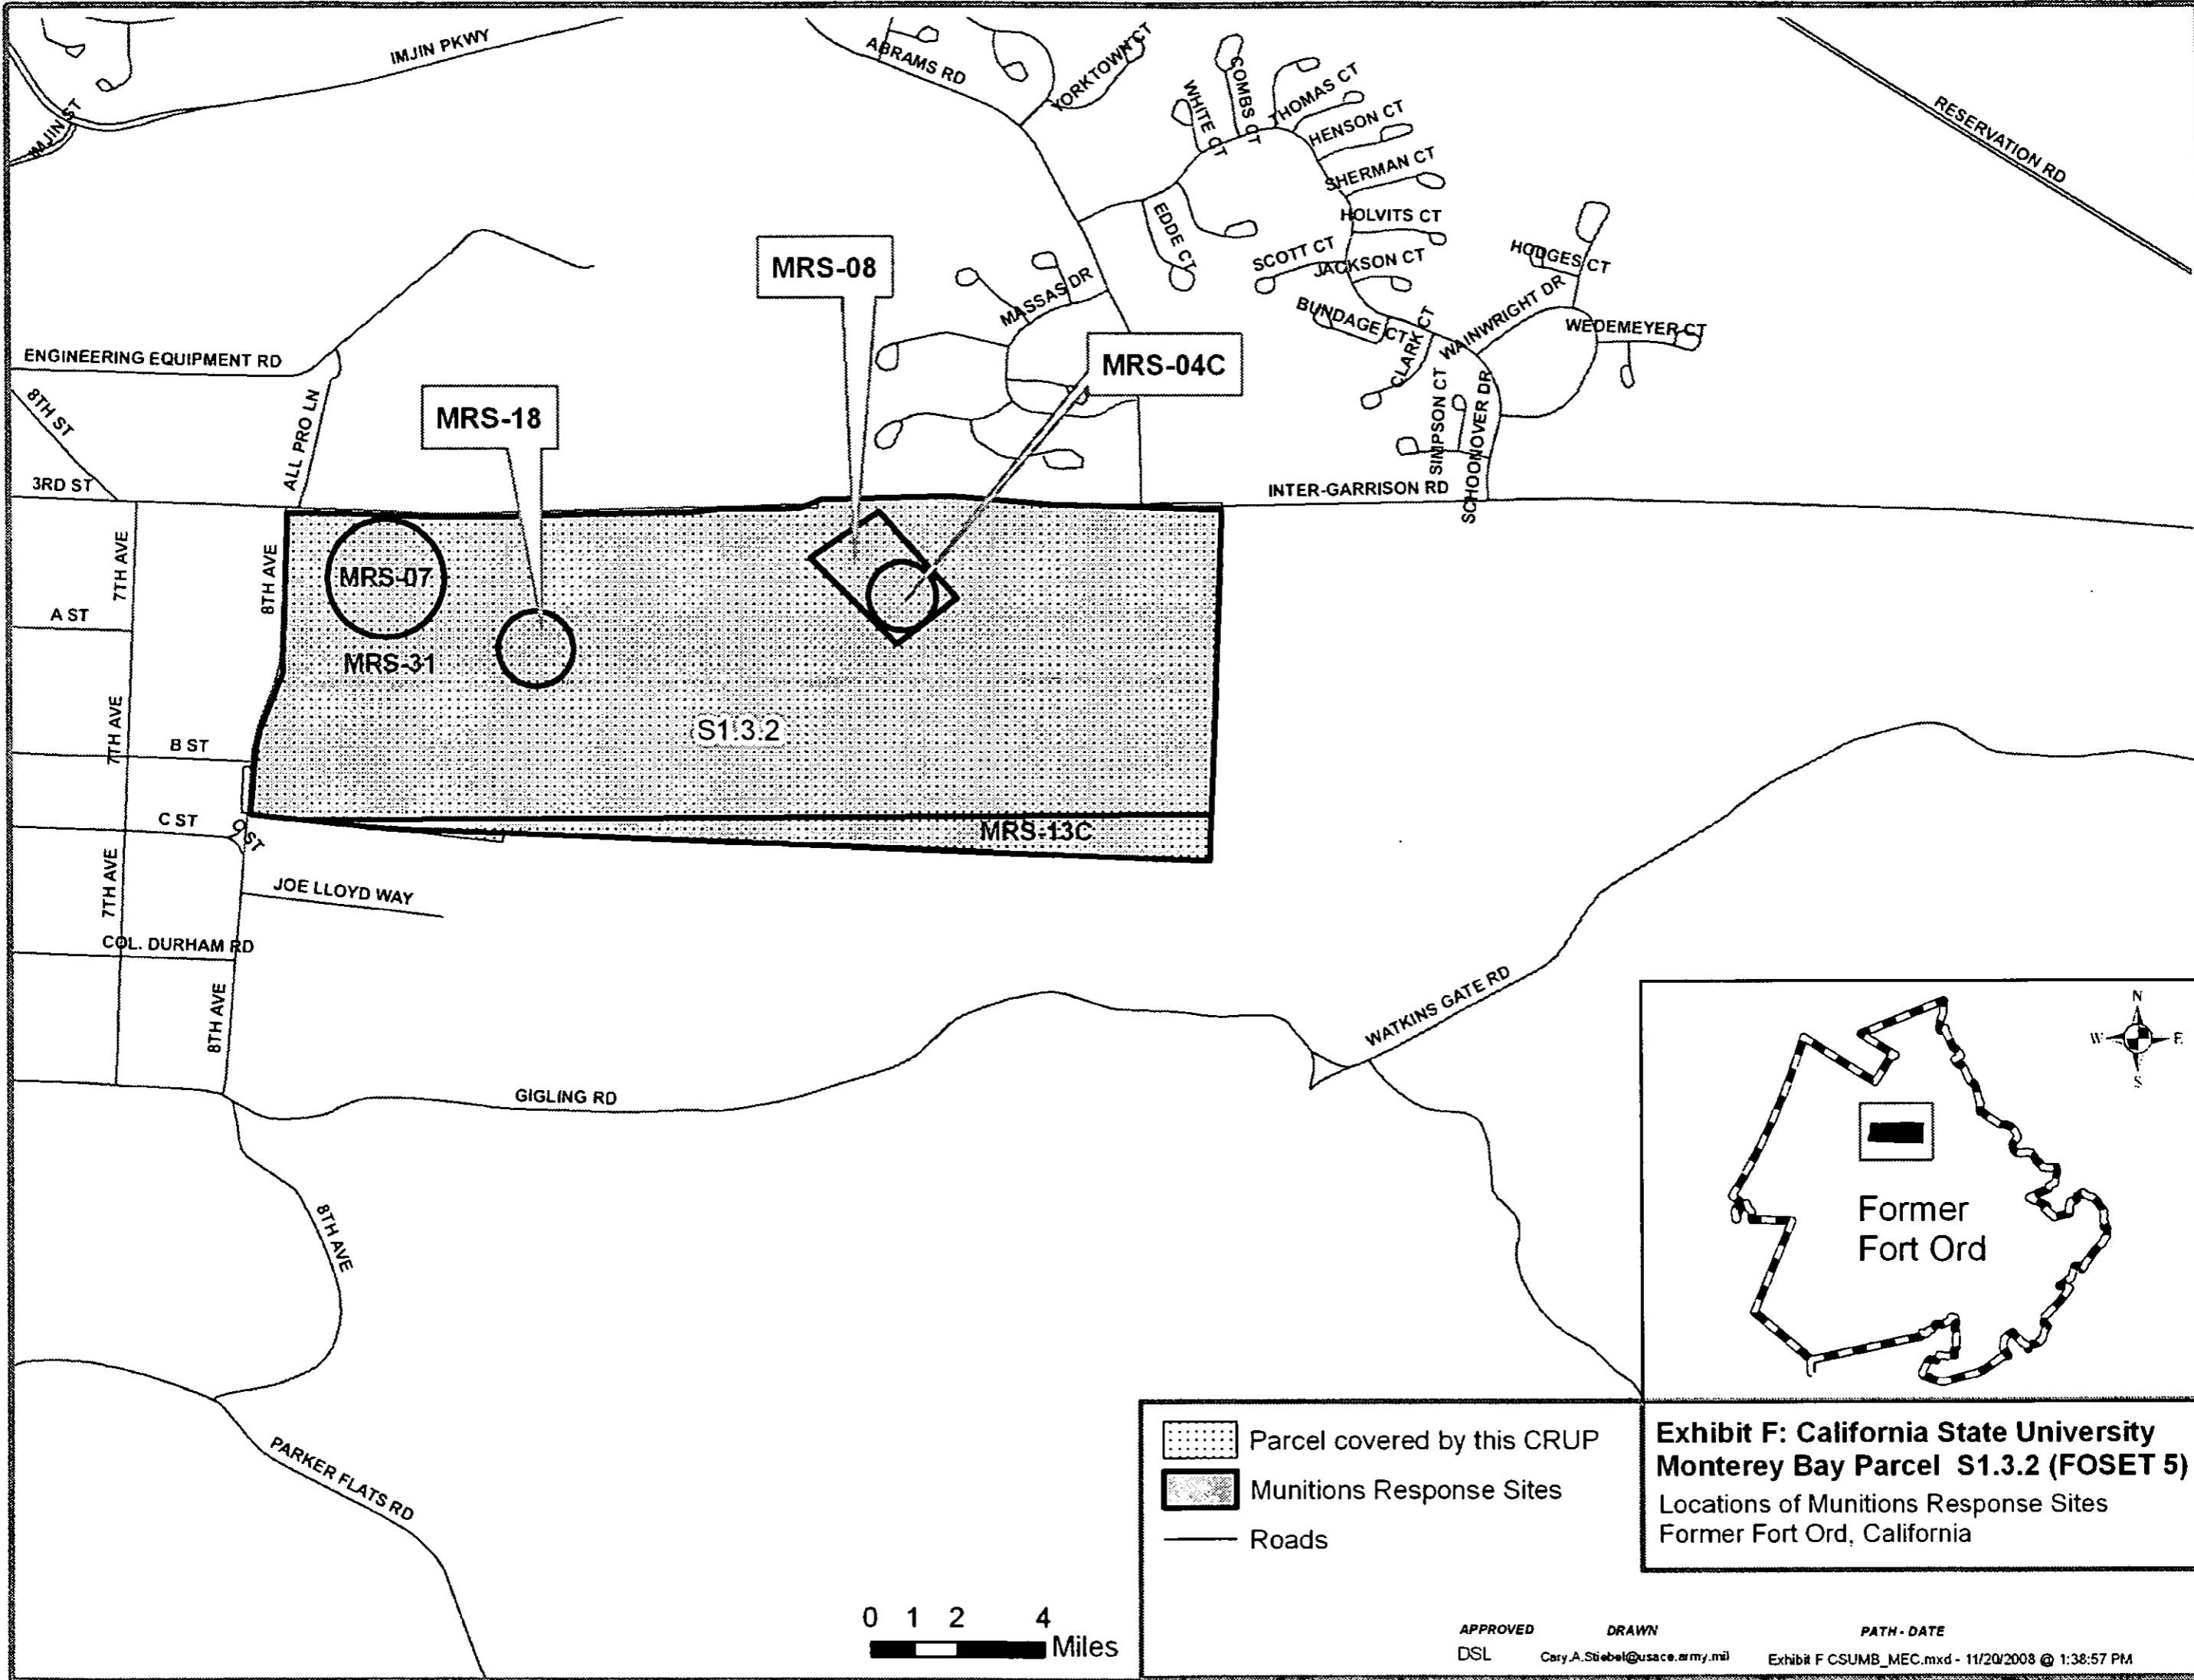 IMJIN PKWY
ABRAMS RD
YORKTOWN CT
COMBS CT
THOMAS CT
WHITE CT
HENSON CT
IMJIN ST
RESERVATION RD
SHERMAN CT
EDDE CT
HOLVITS CT
SCOTT CT
JACKSON CT
HODGES CT
MRS-08
MASSAS DR
BUNDAGE CT
CLARK CT
WAINWRIGHT DR
WEDEMEYER CT
ENGINEERING EQUIPMENT RD
MRS-04C
8TH ST
ALL PRO LN
MRS-18
SIMPSON CT
SCHOONOVER DR
3RD ST
INTER-GARRISON RD
7TH AVE
8TH AVE
MRS-07
A ST
MRS-31
7TH AVE
S1.3.2
B ST
C ST
O ST
MRS-13C
7TH AVE
JOE LLOYD WAY
COL. DURHAM RD
8TH AVE
WATKINS GATE RD
GIGLING RD
8TH AVE
PARKER FLATS RD
N
W E
S
Former
Fort Ord
Parcel covered by this CRUP
Munitions Response Sites
Roads
Exhibit F: California State University
Monterey Bay Parcel S1.3.2 (FOSET 5)
Locations of Munitions Response Sites
Former Fort Ord, California
0 1 2 4
Miles
APPROVED DRAWN PATH - DATE
DSL Cary.A.Stiebel@usace.army.mil Exhibit F CSUMB_MEC.mxd - 11/20/2008 @ 1:38:57 PM